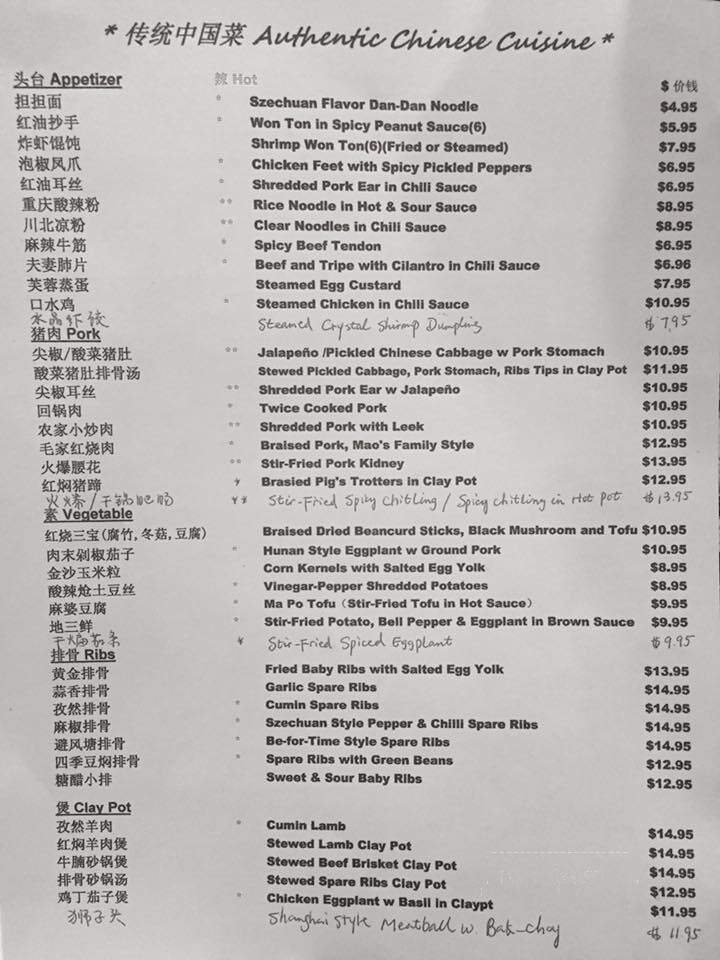 * 传统中国菜 Authentic Chinese Cuisine *
头台 Appetizer 辣 Hot $ 价钱
担担面 * Szechuan Flavor Dan-Dan Noodle $4.95
红油抄手 * Won Ton in Spicy Peanut Sauce(6) $5.95
炸虾馄饨 Shrimp Won Ton(6)(Fried or Steamed) $7.95
泡椒凤爪 * Chicken Feet with Spicy Pickled Peppers $6.95
红油耳丝 * Shredded Pork Ear in Chili Sauce $6.95
重庆酸辣粉 ** Rice Noodle in Hot & Sour Sauce $8.95
川北凉粉 ** Clear Noodles in Chili Sauce $8.95
麻辣牛筋 * Spicy Beef Tendon $6.95
夫妻肺片 * Beef and Tripe with Cilantro in Chili Sauce $6.96
芙蓉蒸蛋 Steamed Egg Custard $7.95
口水鸡 * Steamed Chicken in Chili Sauce $10.95
水晶虾饺 Steamed Crystal Shrimp Dumpling $7.95
猪肉 Pork
尖椒/酸菜猪肚 ** Jalapeño /Pickled Chinese Cabbage w Pork Stomach $10.95
酸菜猪肚排骨汤 Stewed Pickled Cabbage, Pork Stomach, Ribs Tips in Clay Pot $11.95
尖椒耳丝 ** Shredded Pork Ear w Jalapeño $10.95
回锅肉 * Twice Cooked Pork $10.95
农家小炒肉 ** Shredded Pork with Leek $10.95
毛家红烧肉 * Braised Pork, Mao's Family Style $12.95
火爆腰花 ** Stir-Fried Pork Kidney $13.95
红焖猪蹄 * Brasied Pig's Trotters in Clay Pot $12.95
火爆/干锅肥肠 ** Stir-Fried Spicy Chitling / Spicy chitling in Hot pot $13.95
素 Vegetable
红烧三宝(腐竹,冬菇,豆腐) Braised Dried Beancurd Sticks, Black Mushroom and Tofu $10.95
肉末剁椒茄子 * Hunan Style Eggplant w Ground Pork $10.95
金沙玉米粒 Corn Kernels with Salted Egg Yolk $8.95
酸辣炝土豆丝 * Vinegar-Pepper Shredded Potatoes $8.95
麻婆豆腐 * Ma Po Tofu（Stir-Fried Tofu in Hot Sauce） $9.95
地三鲜 * Stir-Fried Potato, Bell Pepper & Eggplant in Brown Sauce $9.95
干煸茄条 * Stir-Fried Spiced Eggplant $9.95
排骨 Ribs
黄金排骨 Fried Baby Ribs with Salted Egg Yolk $13.95
蒜香排骨 Garlic Spare Ribs $14.95
孜然排骨 * Cumin Spare Ribs $14.95
麻椒排骨 * Szechuan Style Pepper & Chilli Spare Ribs $14.95
避风塘排骨 * Be-for-Time Style Spare Ribs $14.95
四季豆焖排骨 * Spare Ribs with Green Beans $12.95
糖醋小排 Sweet & Sour Baby Ribs $12.95
煲 Clay Pot
孜然羊肉 * Cumin Lamb $14.95
红焖羊肉煲 Stewed Lamb Clay Pot $14.95
牛腩砂锅煲 Stewed Beef Brisket Clay Pot $14.95
排骨砂锅汤 Stewed Spare Ribs Clay Pot $12.95
鸡丁茄子煲 * Chicken Eggplant w Basil in Claypt $11.95
狮子头 Shanghai Style Meatball w. Bak-choy $11.95